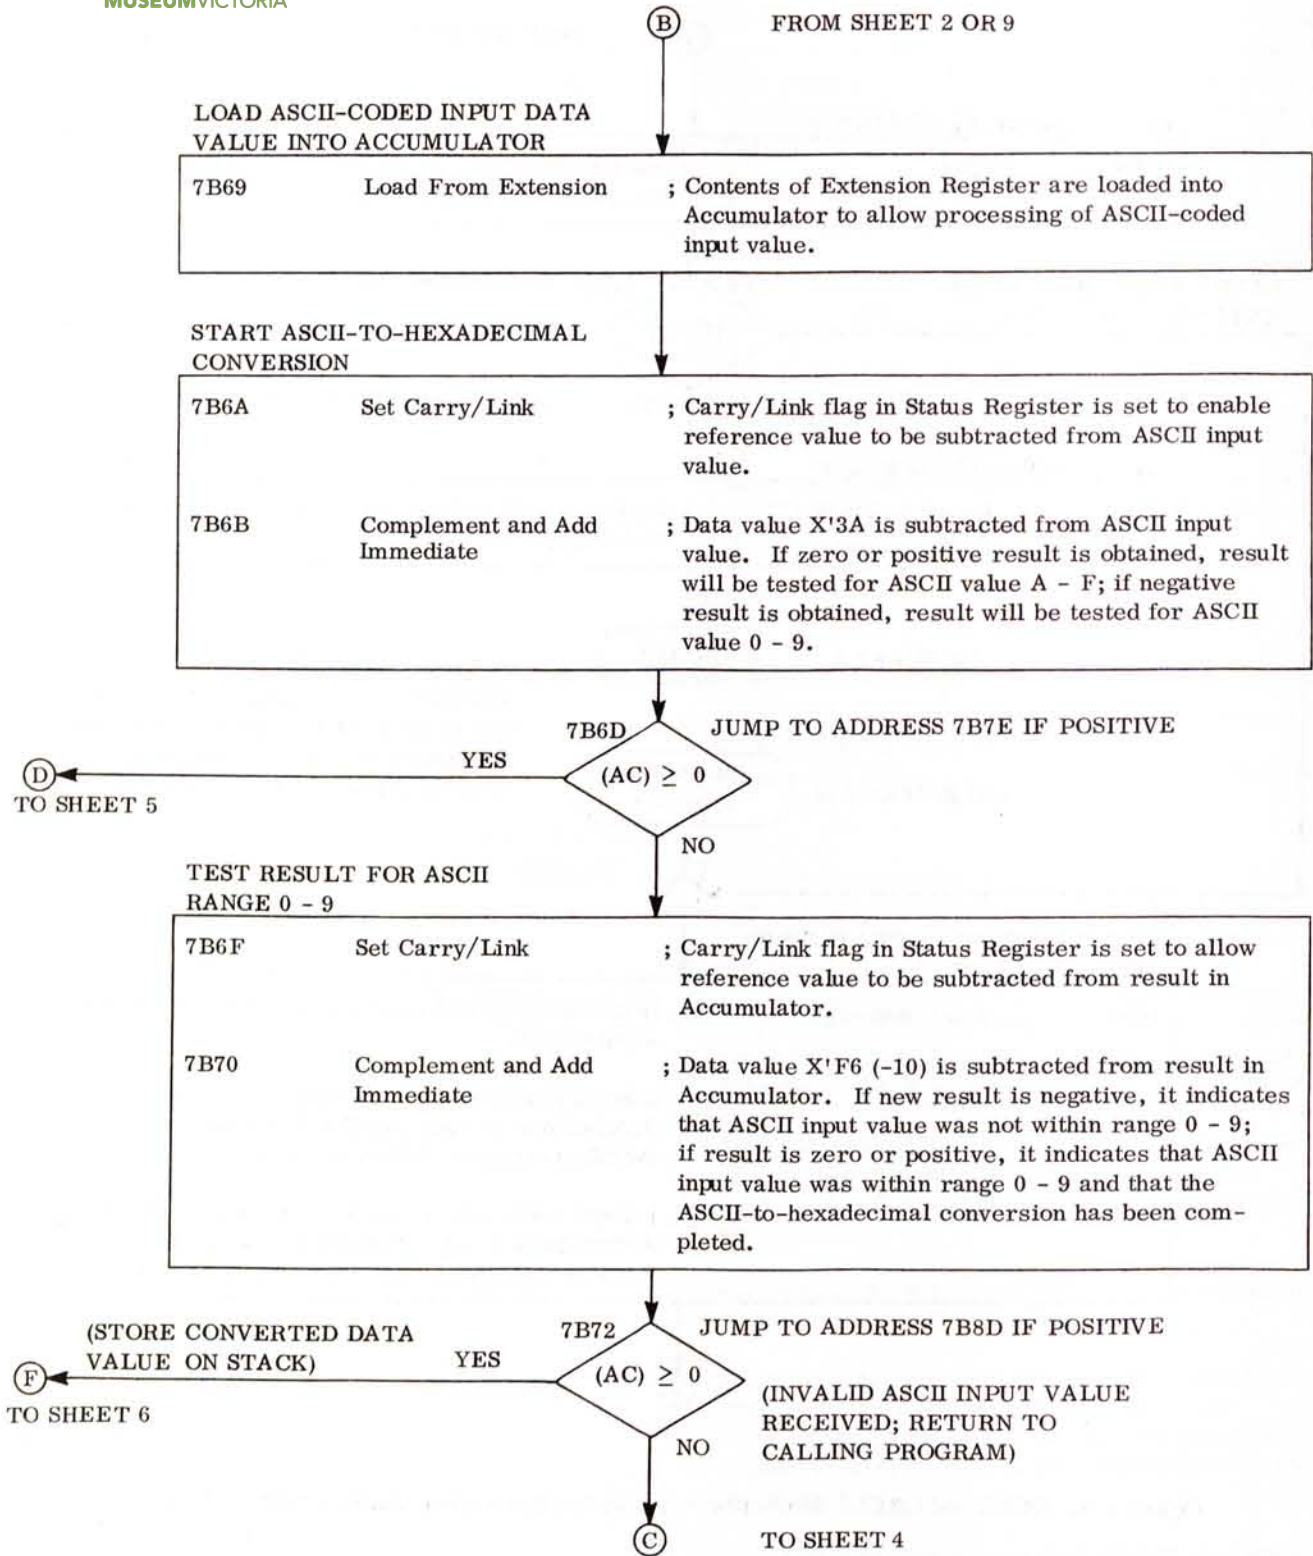 MUSEUMVICTORIA
B FROM SHEET 2 OR 9
LOAD ASCII-CODED INPUT DATA
VALUE INTO ACCUMULATOR
7B69 Load From Extension ; Contents of Extension Register are loaded into
Accumulator to allow processing of ASCII-coded
input value.
START ASCII-TO-HEXADECIMAL
CONVERSION
7B6A Set Carry/Link ; Carry/Link flag in Status Register is set to enable
reference value to be subtracted from ASCII input
value.
7B6B Complement and Add ; Data value X'3A is subtracted from ASCII input
Immediate value. If zero or positive result is obtained, result
will be tested for ASCII value A - F; if negative
result is obtained, result will be tested for ASCII
value 0 - 9.
7B6D JUMP TO ADDRESS 7B7E IF POSITIVE
YES
D (AC) ≥ 0
TO SHEET 5
NO
TEST RESULT FOR ASCII
RANGE 0 - 9
7B6F Set Carry/Link ; Carry/Link flag in Status Register is set to allow
reference value to be subtracted from result in
Accumulator.
7B70 Complement and Add ; Data value X'F6 (-10) is subtracted from result in
Immediate Accumulator. If new result is negative, it indicates
that ASCII input value was not within range 0 - 9;
if result is zero or positive, it indicates that ASCII
input value was within range 0 - 9 and that the
ASCII-to-hexadecimal conversion has been com-
pleted.
(STORE CONVERTED DATA 7B72 JUMP TO ADDRESS 7B8D IF POSITIVE
VALUE ON STACK) YES
F (AC) ≥ 0
TO SHEET 6
(INVALID ASCII INPUT VALUE
RECEIVED; RETURN TO
NO CALLING PROGRAM)
C TO SHEET 4